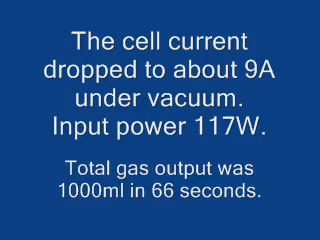 The cell current
dropped to about 9A
under vacuum.
Input power 117W.
Total gas output was
1000ml in 66 seconds.